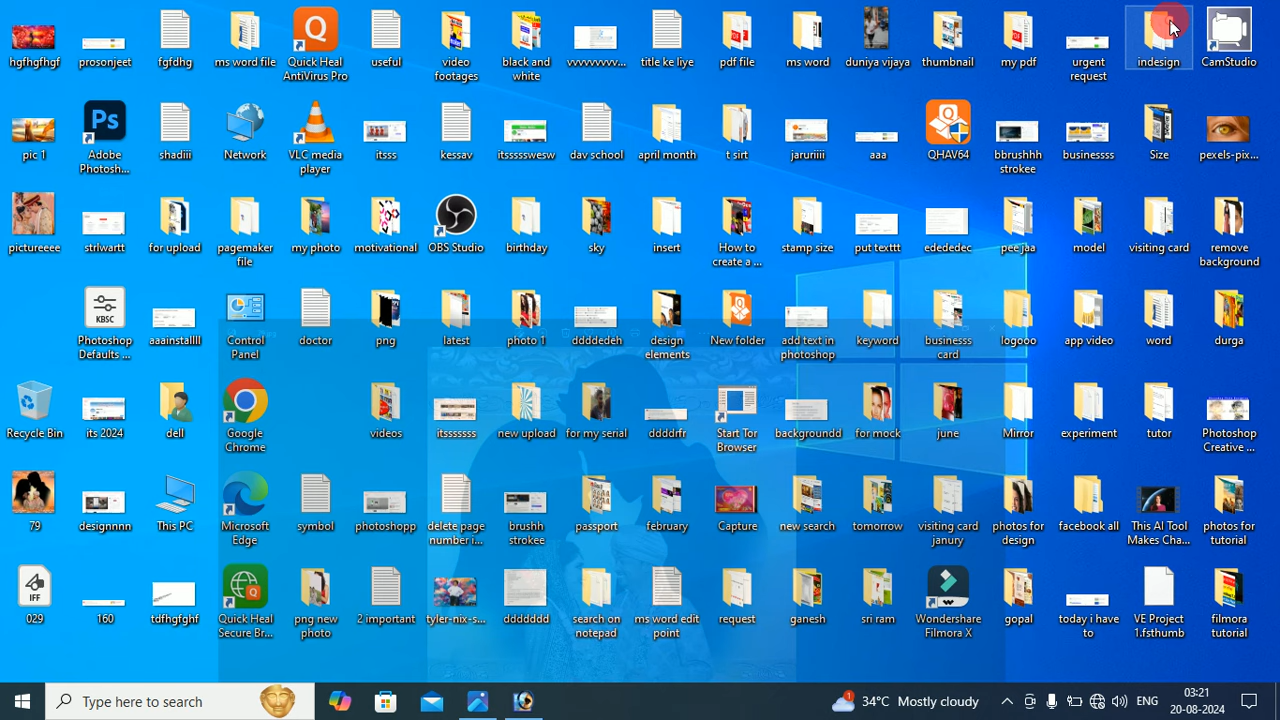 hgfhgfhgf
prosonjeet
fgfdhg
ms word file
Quick Heal
AntiVirus Pro
useful
video
footages
black and
white
vvvvvvvv...
title ke liye
pdf file
ms word
duniya vijaya
thumbnail
my pdf
urgent
request
indesign
CamStudio
pic 1
Adobe
Photosh...
shadiii
Network
VLC media
player
itsss
kessav
itssssswesw
dav school
april month
t sirt
jaruriiii
aaa
QHAV64
bbrushhh
strokee
businessss
Size
pexels-pix...
pictureeee
strlwartt
for upload
pagemaker
file
my photo
motivational
OBS Studio
birthday
sky
insert
How to
create a ...
stamp size
put texttt
edededec
pee jaa
model
visiting card
remove
background
KBSC
Photoshop
Defaults ...
aaainstallll
Control
Panel
doctor
png
latest
photo 1
ddddedeh
design
elements
New folder
add text in
photoshop
keyword
businesss
card
logooo
app video
word
durga
Recycle Bin
its 2024
dell
Google
Chrome
videos
itsssssss
new upload
for my serial
ddddrfr
Start Tor
Browser
backgroundd
for mock
june
Mirror
experiment
tutor
Photoshop
Creative ...
79
designnnn
This PC
Microsoft
Edge
symbol
photoshopp
delete page
number i...
brushh
strokee
passport
february
Capture
new search
tomorrow
visiting card
janury
photos for
design
facebook all
This AI Tool
Makes Cha...
photos for
tutorial
IFF
029
160
tdfhgfghf
Quick Heal
Secure Br...
png new
photo
2 important
tyler-nix-s...
ddddddd
search on
notepad
ms word edit
point
request
ganesh
sri ram
Wondershare
Filmora X
gopal
today i have
to
VE Project
1.fsthumb
filmora
tutorial
Type here to search
1
34°C Mostly cloudy
ENG
03:21
20-08-2024